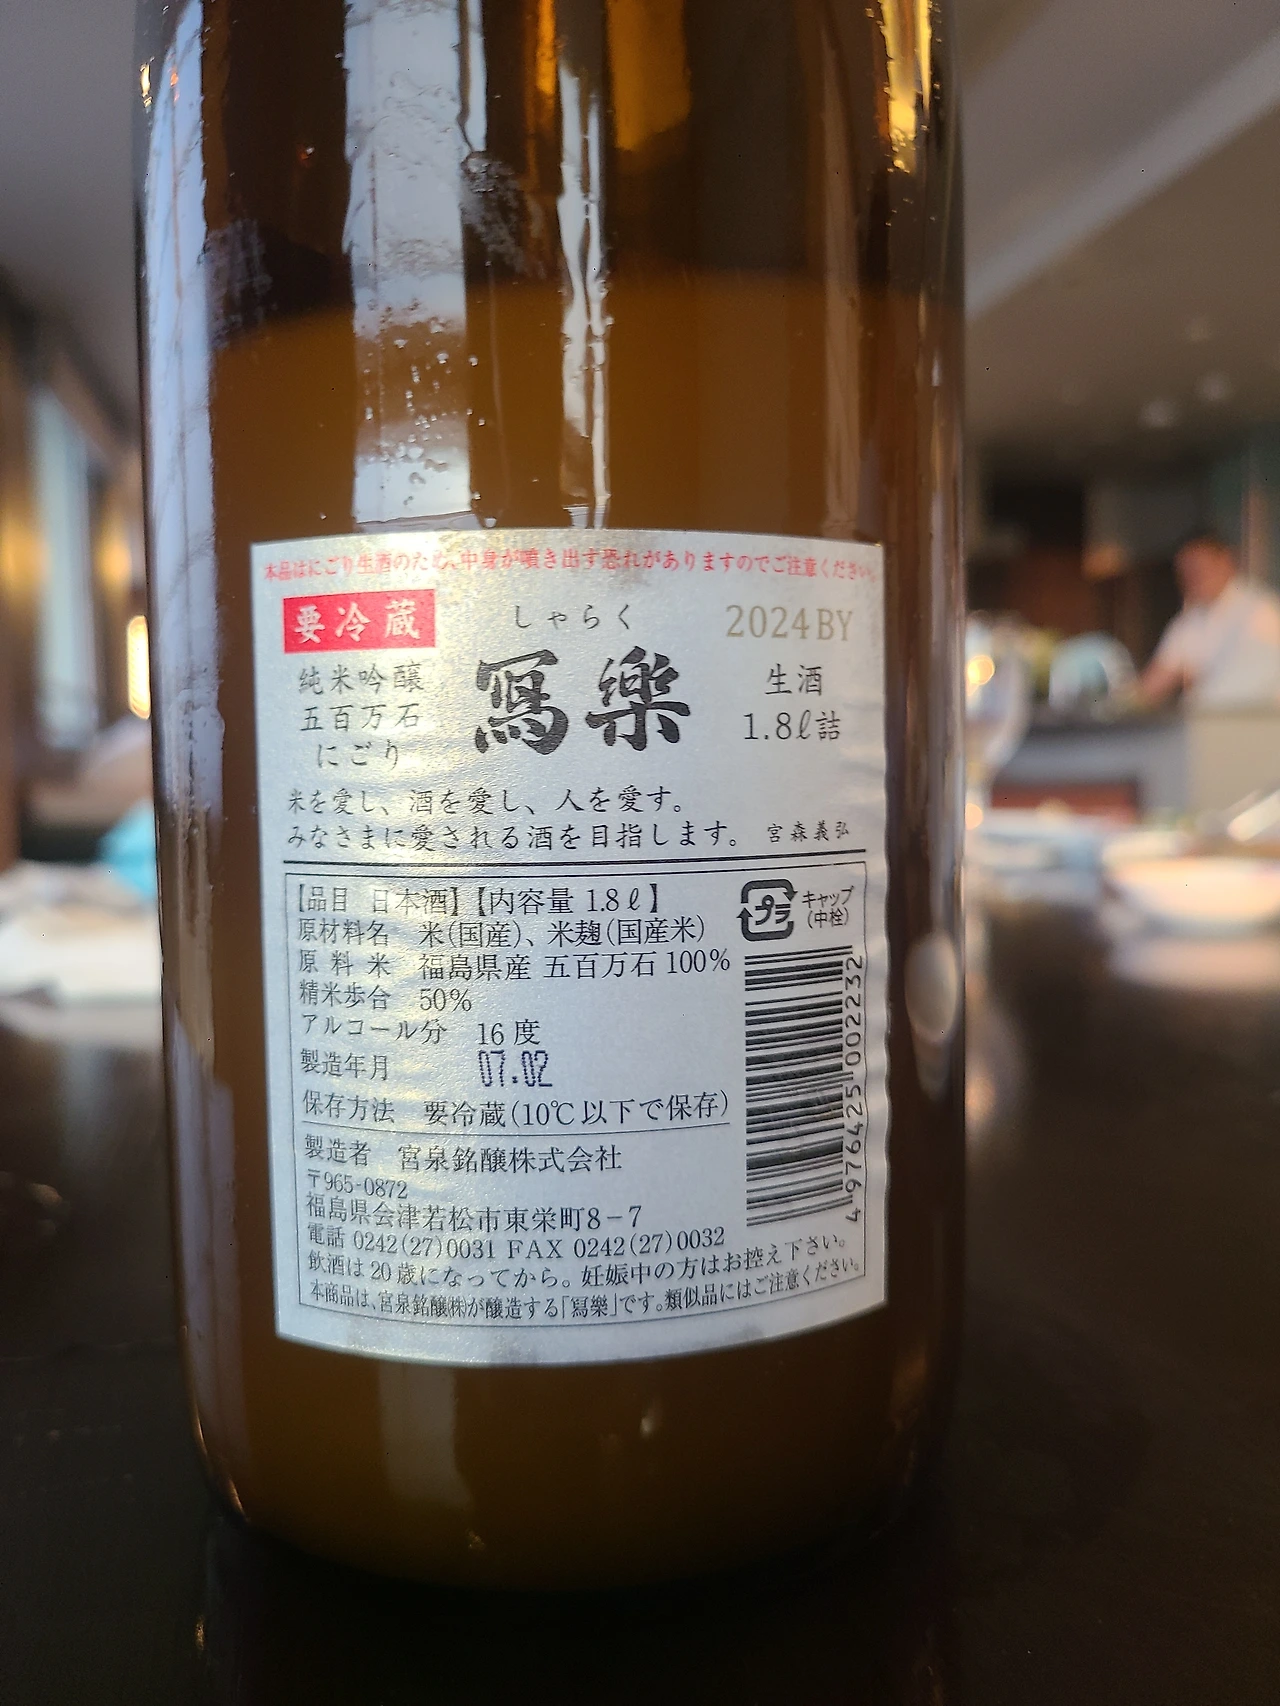 本品はにごり生酒のため、中身が噴き出す恐れがありますのでご注意ください。
要冷蔵
しゃらく
2024BY
純米吟醸
五百万石
にごり
寫樂
生酒
1.8ℓ詰
米を愛し、酒を愛し、人を愛す。
みなさまに愛される酒を目指します。 宮森義弘
【品目 日本酒】【内容量 1.8ℓ】
原材料名 米(国産)、米麹(国産米)
原料米 福島県産 五百万石 100%
精米歩合 50%
アルコール分 16度
製造年月 07.02
保存方法 要冷蔵(10℃以下で保存)
プラ
キャップ
(中栓)
4 976425 002232
製造者 宮泉銘醸株式会社
〒965-0872
福島県会津若松市東栄町8-7
電話 0242(27)0031 FAX 0242(27)0032
飲酒は20歳になってから。妊娠中の方はお控え下さい。
本商品は、宮泉銘醸㈱が醸造する「寫樂」です。類似品にはご注意ください。